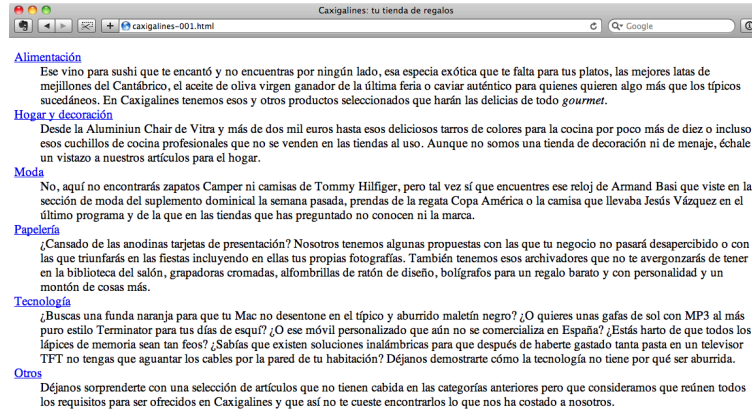 Caxigalines: tu tienda de regalos
caxigalines-001.html
Google
Alimentación
Ese vino para sushi que te encantó y no encuentras por ningún lado, esa especia exótica que te falta para tus platos, las mejores latas de
mejillones del Cantábrico, el aceite de oliva virgen ganador de la última feria o caviar auténtico para quienes quieren algo más que los típicos
sucedáneos. En Caxigalines tenemos esos y otros productos seleccionados que harán las delicias de todo gourmet.
Hogar y decoración
Desde la Aluminiun Chair de Vitra y más de dos mil euros hasta esos deliciosos tarros de colores para la cocina por poco más de diez o incluso
esos cuchillos de cocina profesionales que no se venden en las tiendas al uso. Aunque no somos una tienda de decoración ni de menaje, échale
un vistazo a nuestros artículos para el hogar.
Moda
No, aquí no encontrarás zapatos Camper ni camisas de Tommy Hilfiger, pero tal vez sí que encuentres ese reloj de Armand Basi que viste en la
sección de moda del suplemento dominical la semana pasada, prendas de la regata Copa América o la camisa que llevaba Jesús Vázquez en el
último programa y de la que en las tiendas que has preguntado no conocen ni la marca.
Papelería
¿Cansado de las anodinas tarjetas de presentación? Nosotros tenemos algunas propuestas con las que tu negocio no pasará desapercibido o con
las que triunfarás en las fiestas incluyendo en ellas tus propias fotografías. También tenemos esos archivadores que no te avergonzarás de tener
en la biblioteca del salón, grapadoras cromadas, alfombrillas de ratón de diseño, bolígrafos para un regalo barato y con personalidad y un
montón de cosas más.
Tecnología
¿Buscas una funda naranja para que tu Mac no desentone en el típico y aburrido maletín negro? ¿O quieres unas gafas de sol con MP3 al más
puro estilo Terminator para tus días de esquí? ¿O ese móvil personalizado que aún no se comercializa en España? ¿Estás harto de que todos los
lápices de memoria sean tan feos? ¿Sabías que existen soluciones inalámbricas para que después de haberte gastado tanta pasta en un televisor
TFT no tengas que aguantar los cables por la pared de tu habitación? Déjanos demostrarte cómo la tecnología no tiene por qué ser aburrida.
Otros
Déjanos sorprenderte con una selección de artículos que no tienen cabida en las categorías anteriores pero que consideramos que reúnen todos
los requisitos para ser ofrecidos en Caxigalines y que así no te cueste encontrarlos lo que nos ha costado a nosotros.